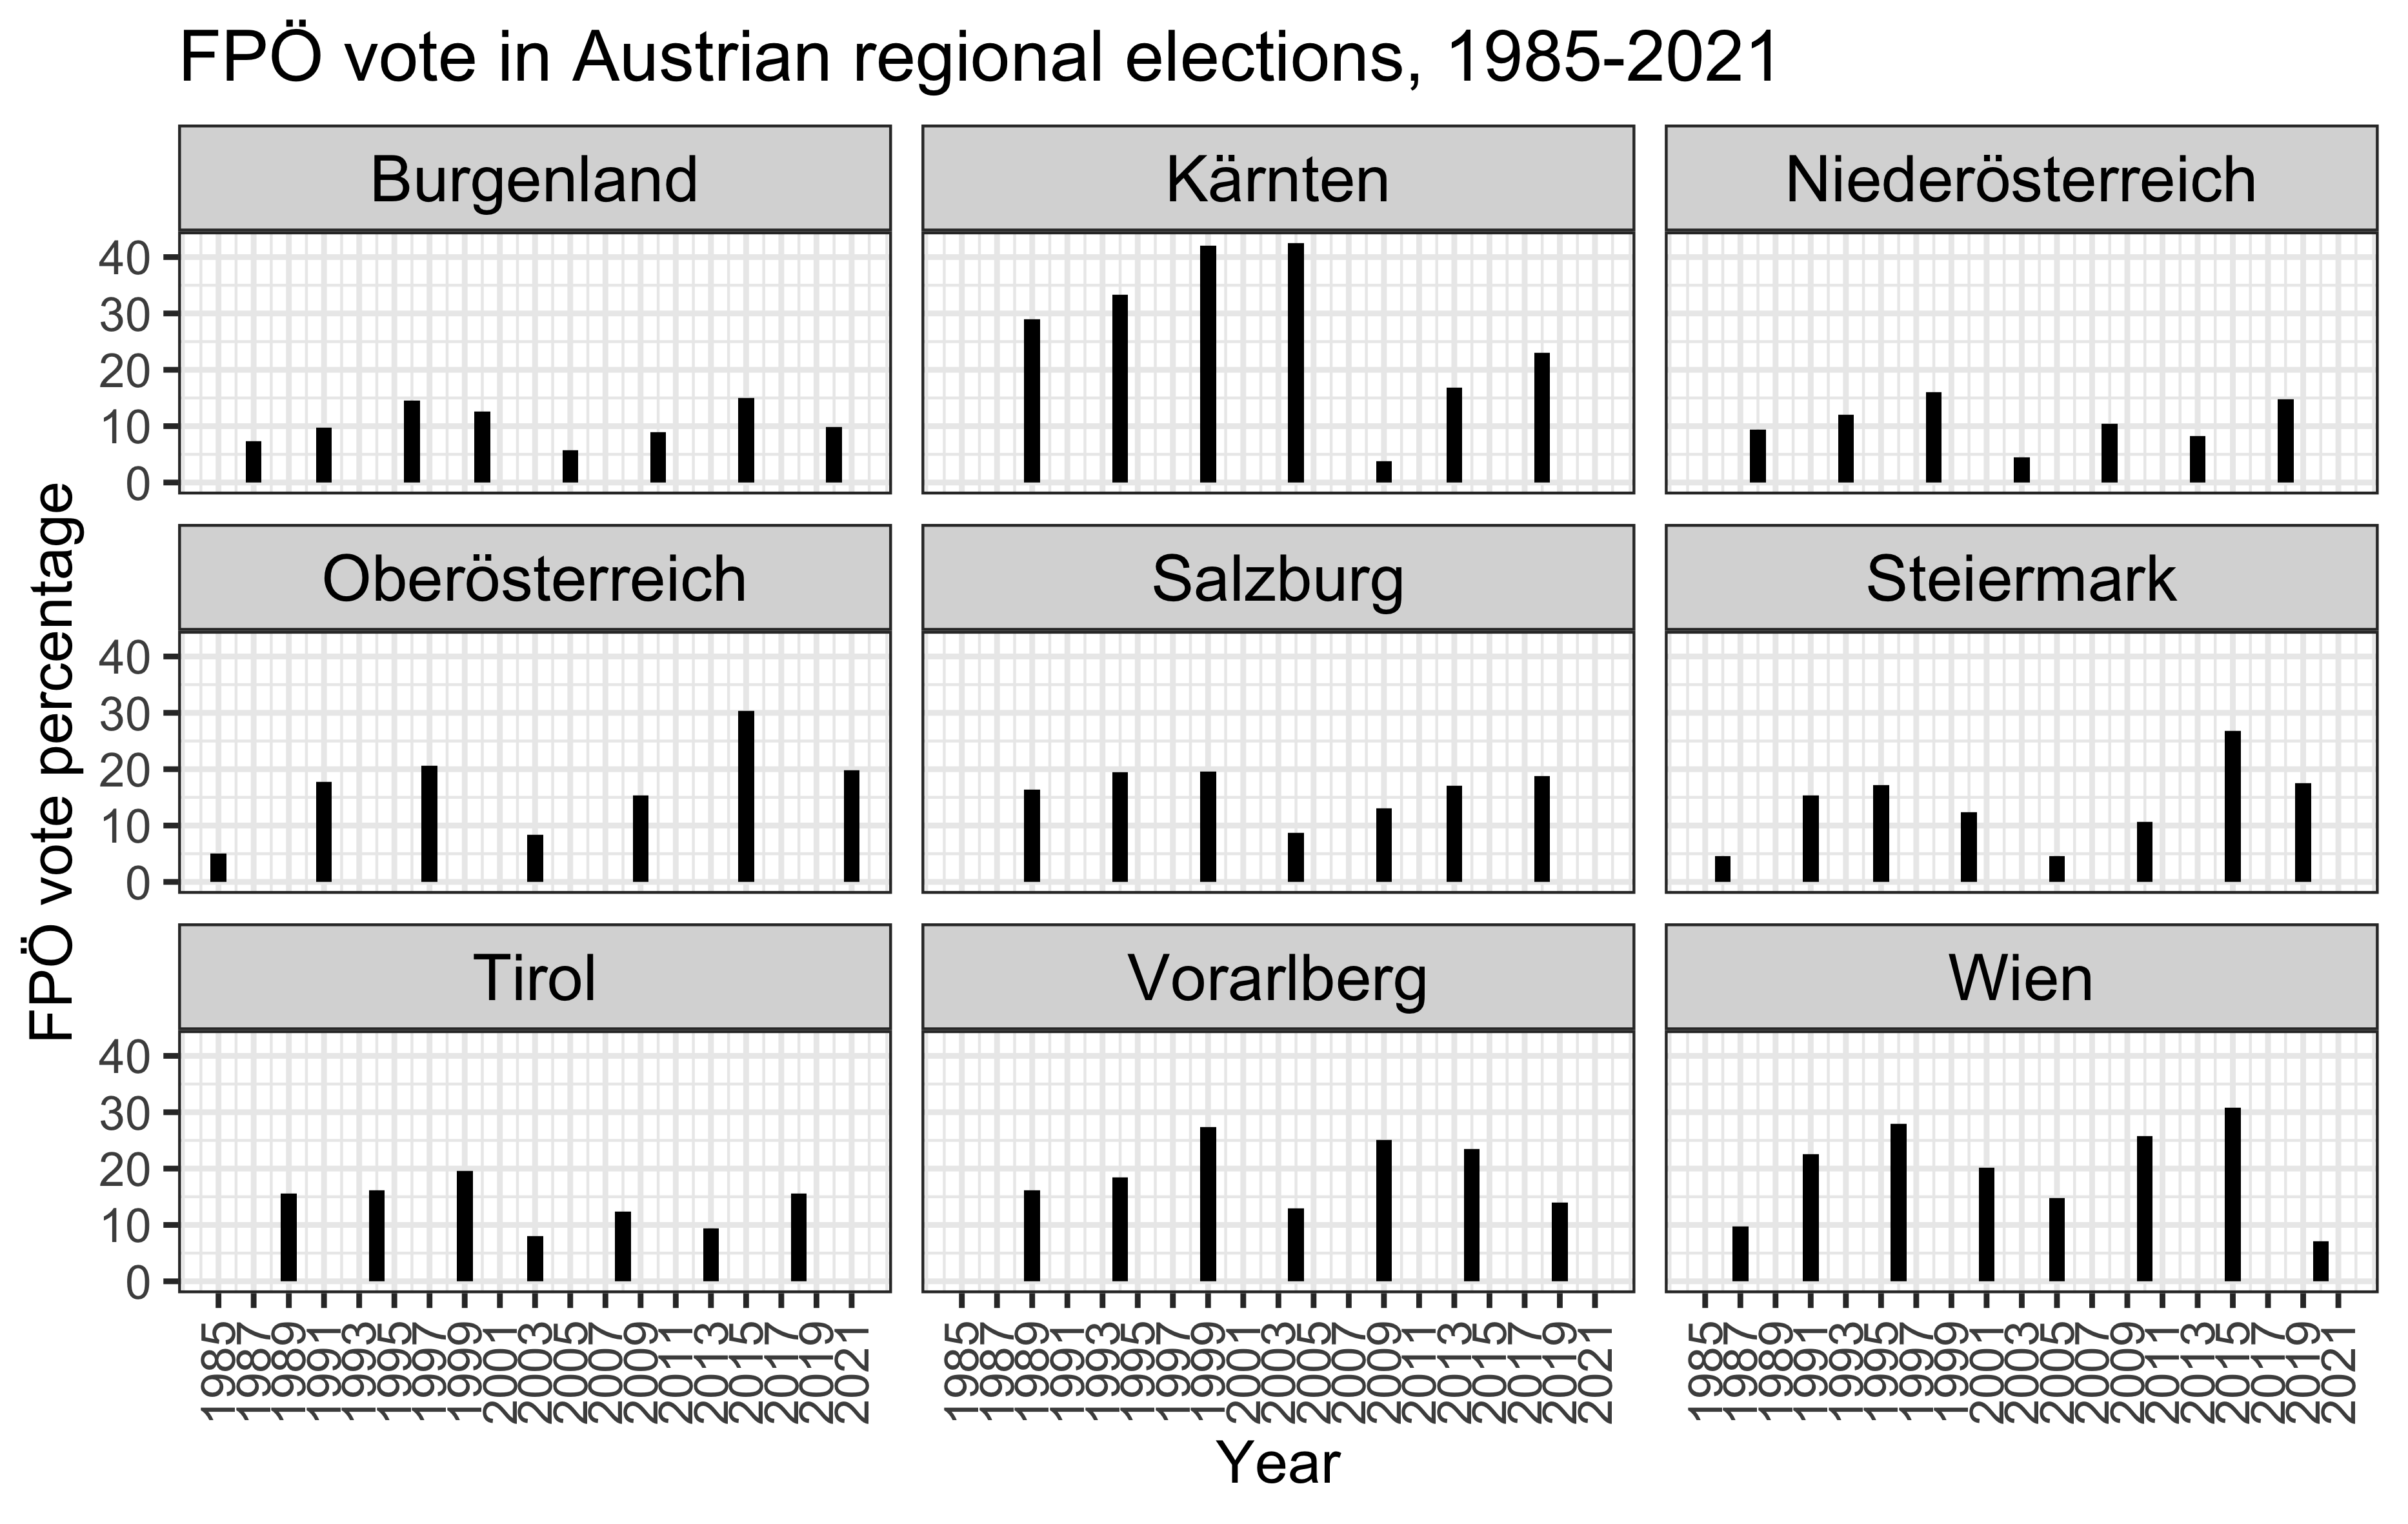 FPÖ vote in Austrian regional elections, 1985-2021
Burgenland Kärnten Niederösterreich
40
30
20
10
0
Oberösterreich Salzburg Steiermark
40
30
20
10
0
Tirol Vorarlberg Wien
40
30
20
10
0
1985 1987 1989 1991 1993 1995 1997 1999 2001 2003 2005 2007 2009 2011 2013 2015 2017 2019 2021
1985 1987 1989 1991 1993 1995 1997 1999 2001 2003 2005 2007 2009 2011 2013 2015 2017 2019 2021
1985 1987 1989 1991 1993 1995 1997 1999 2001 2003 2005 2007 2009 2011 2013 2015 2017 2019 2021
Year
FPÖ vote percentage